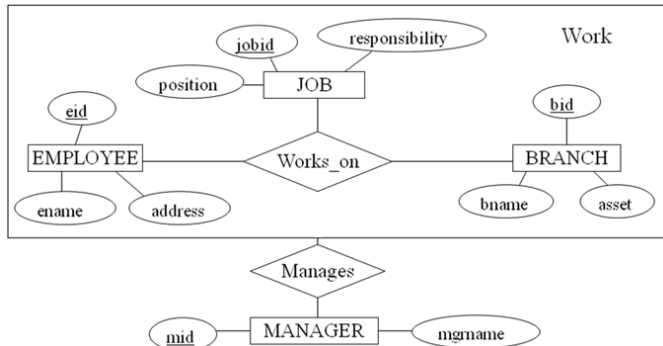 Work
jobid
responsibility
position
JOB
eid
bid
EMPLOYEE
Works_on
BRANCH
ename
address
bname
asset
Manages
mid
MANAGER
mgrname